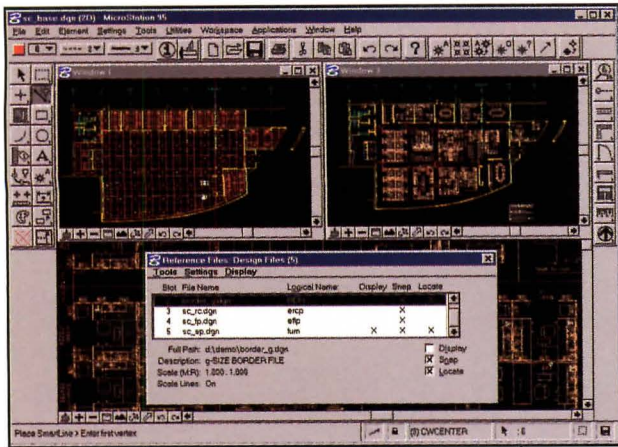 sc_base.dgn (2D) - MicroStation 95
File Edit Element Settings Tools Utilities Workspace Applications Window Help
Window 1
Reference Files: Design Files (5)
Tools Settings Display
Slot File Name Logical Name: Display Snap Locate
3 sc_rc.dgn ercp X
4 sc_fp.dgn eflp X
5 sc_sp.dgn furn X X X
Full Path: d:\demo\border_g.dgn
Display
Description: g-SIZE BORDER FILE
Snap
Scale (M:R): 1.000 : 1.000
Locate
Scale Lines: On
Place SmartLine > Enter first vertex
CWCENTER